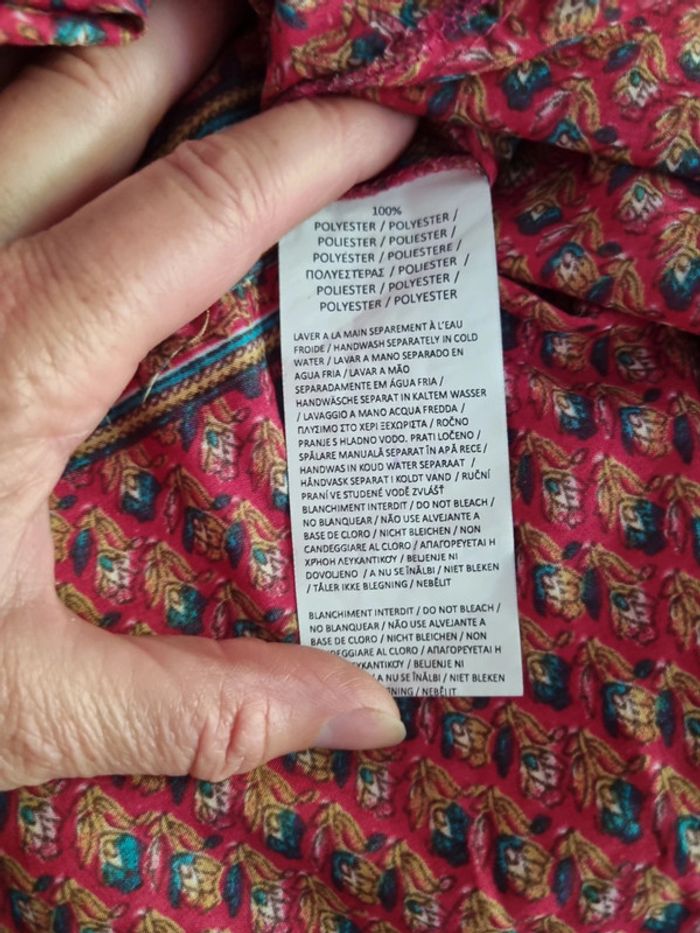 100%
POLYESTER / POLYESTER /
POLIESTER / POLIESTER /
POLYESTER / POLIESTERE /
ΠΟΛΥΕΣΤΕΡΑΣ / POLIESTER /
POLIESTER / POLYESTER /
POLYESTER / POLYESTER
LAVER A LA MAIN SEPAREMENT À L'EAU
FROIDE / HANDWASH SEPARATELY IN COLD
WATER / LAVAR A MANO SEPARADO EN
AGUA FRIA / LAVAR A MÃO
SEPARADAMENTE EM ÁGUA FRIA /
HANDWÄSCHE SEPARAT IN KALTEM WASSER
/ LAVAGGIO A MANO ACQUA FREDDA /
ΠΛΥΣΙΜΟ ΣΤΟ ΧΕΡΙ ΞΕΧΩΡΙΣΤΑ / ROČNO
PRANJE S HLADNO VODO. PRATI LOČENO /
SPĂLARE MANUALĂ SEPARAT ÎN APĂ RECE /
HANDWAS IN KOUD WATER SEPARAAT /
HÅNDVASK SEPARAT I KOLDT VAND / RUČNÍ
PRANÍ VE STUDENÉ VODĚ ZVLÁŠŤ
BLANCHIMENT INTERDIT / DO NOT BLEACH /
NO BLANQUEAR / NÃO USE ALVEJANTE A
BASE DE CLORO / NICHT BLEICHEN / NON
CANDEGGIARE AL CLORO / ΑΠΑΓΟΡΕΥΕΤΑΙ Η
ΧΡΗΟΗ ΛΕΥΚΑΝΤΙΚΟΥ / BELJENJE NI
DOVOLJENO / A NU SE ÎNĂLBI / NIET BLEKEN
/ TÅLER IKKE BLEGNING / NEBĚLIT
BLANCHIMENT INTERDIT / DO NOT BLEACH /
NO BLANQUEAR / NÃO USE ALVEJANTE A
BASE DE CLORO / NICHT BLEICHEN / NON
AL CLORO / ΑΠΑΓΟΡΕΥΕΤΑΙ Η
/ BELJENJE NI
A NU SE ÎNĂLBI / NIET BLEKEN
/ NEBĚLIT